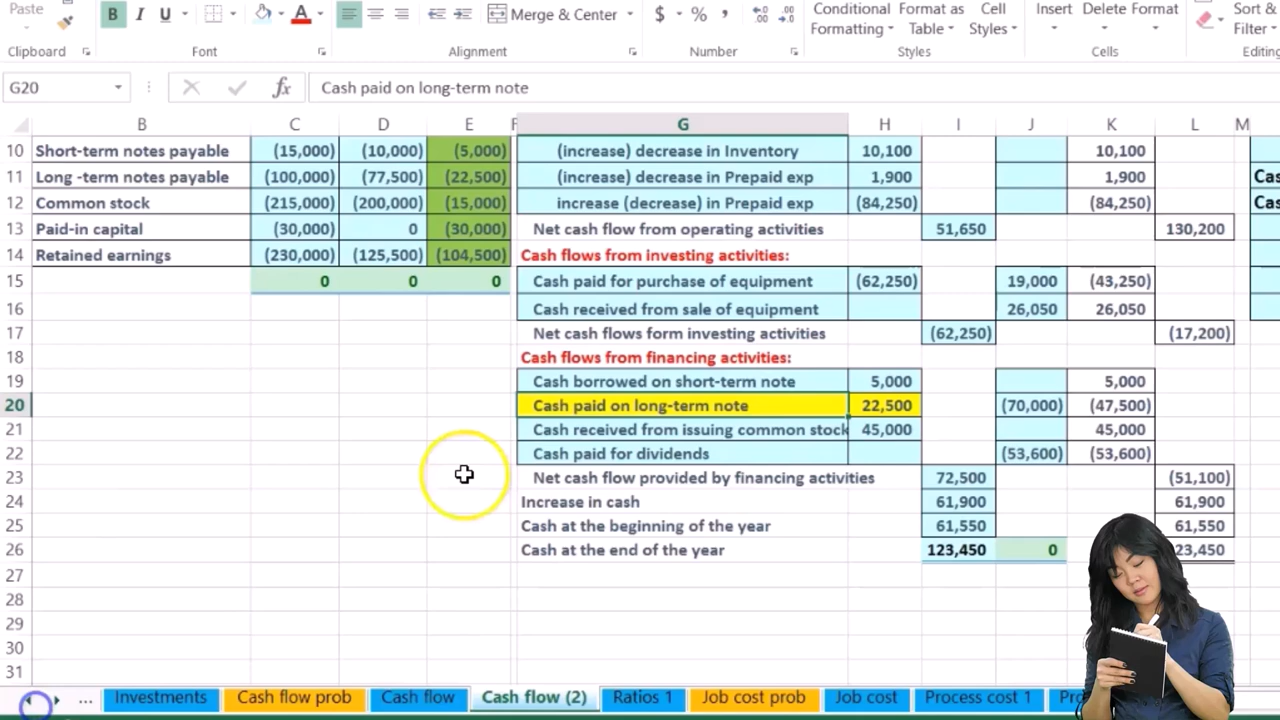 Paste B I U A Merge & Center $ % , Conditional Formatting Format as Table Cell Styles Insert Delete Format Sort & Filter
Clipboard Font Alignment Number Styles Cells Editing
G20 fx Cash paid on long-term note
B C D E F G H I J K L M
10 Short-term notes payable (15,000) (10,000) (5,000) (increase) decrease in Inventory 10,100 10,100
11 Long -term notes payable (100,000) (77,500) (22,500) (increase) decrease in Prepaid exp 1,900 1,900
12 Common stock (215,000) (200,000) (15,000) increase (decrease) in Prepaid exp (84,250) (84,250)
13 Paid-in capital (30,000) 0 (30,000) Net cash flow from operating activities 51,650 130,200
14 Retained earnings (230,000) (125,500) (104,500) Cash flows from investing activities:
15 0 0 0 Cash paid for purchase of equipment (62,250) 19,000 (43,250)
16 Cash received from sale of equipment 26,050 26,050
17 Net cash flows form investing activities (62,250) (17,200)
18 Cash flows from financing activities:
19 Cash borrowed on short-term note 5,000 5,000
20 Cash paid on long-term note 22,500 (70,000) (47,500)
21 Cash received from issuing common stock 45,000 45,000
22 Cash paid for dividends (53,600) (53,600)
23 Net cash flow provided by financing activities 72,500 (51,100)
24 Increase in cash 61,900 61,900
25 Cash at the beginning of the year 61,550 61,550
26 Cash at the end of the year 123,450 0 23,450
27
28
29
30
31
... Investments Cash flow prob Cash flow Cash flow (2) Ratios 1 Job cost prob Job cost Process cost 1